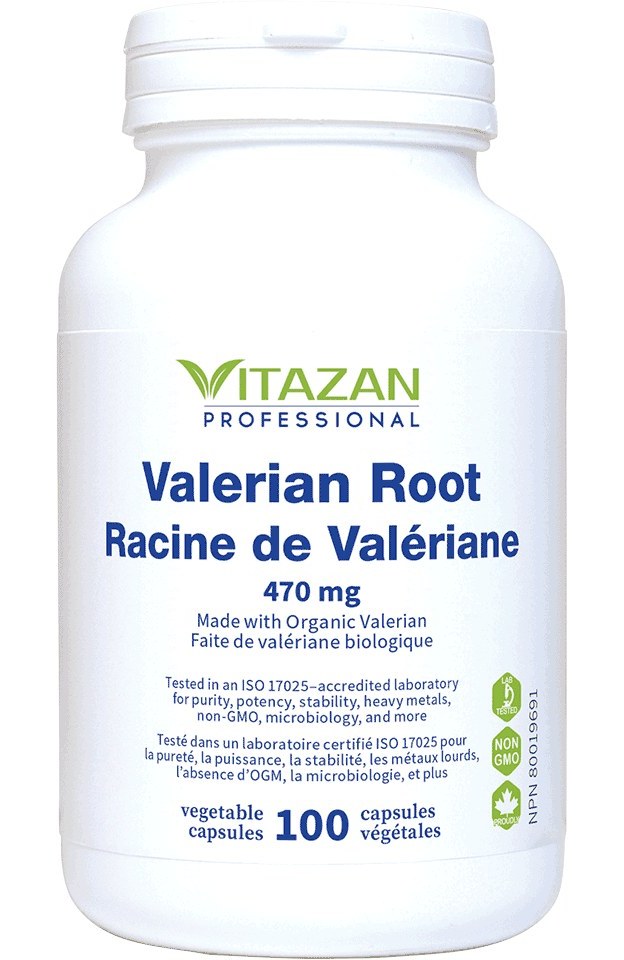 VITAZAN
PROFESSIONAL
Valerian Root
Racine de Valériane
470 mg
Made with Organic Valerian
Faite de valériane biologique
Tested in an ISO 17025–accredited laboratory
for purity, potency, stability, heavy metals,
non-GMO, microbiology, and more
Testé dans un laboratoire certifié ISO 17025 pour
la pureté, la puissance, la stabilité, les métaux lourds,
l’absence d’OGM, la microbiologie, et plus
vegetable
capsules
100
capsules
végétales
LAB
TESTED
NON
GMO
PROUDLY
NPN 80019691